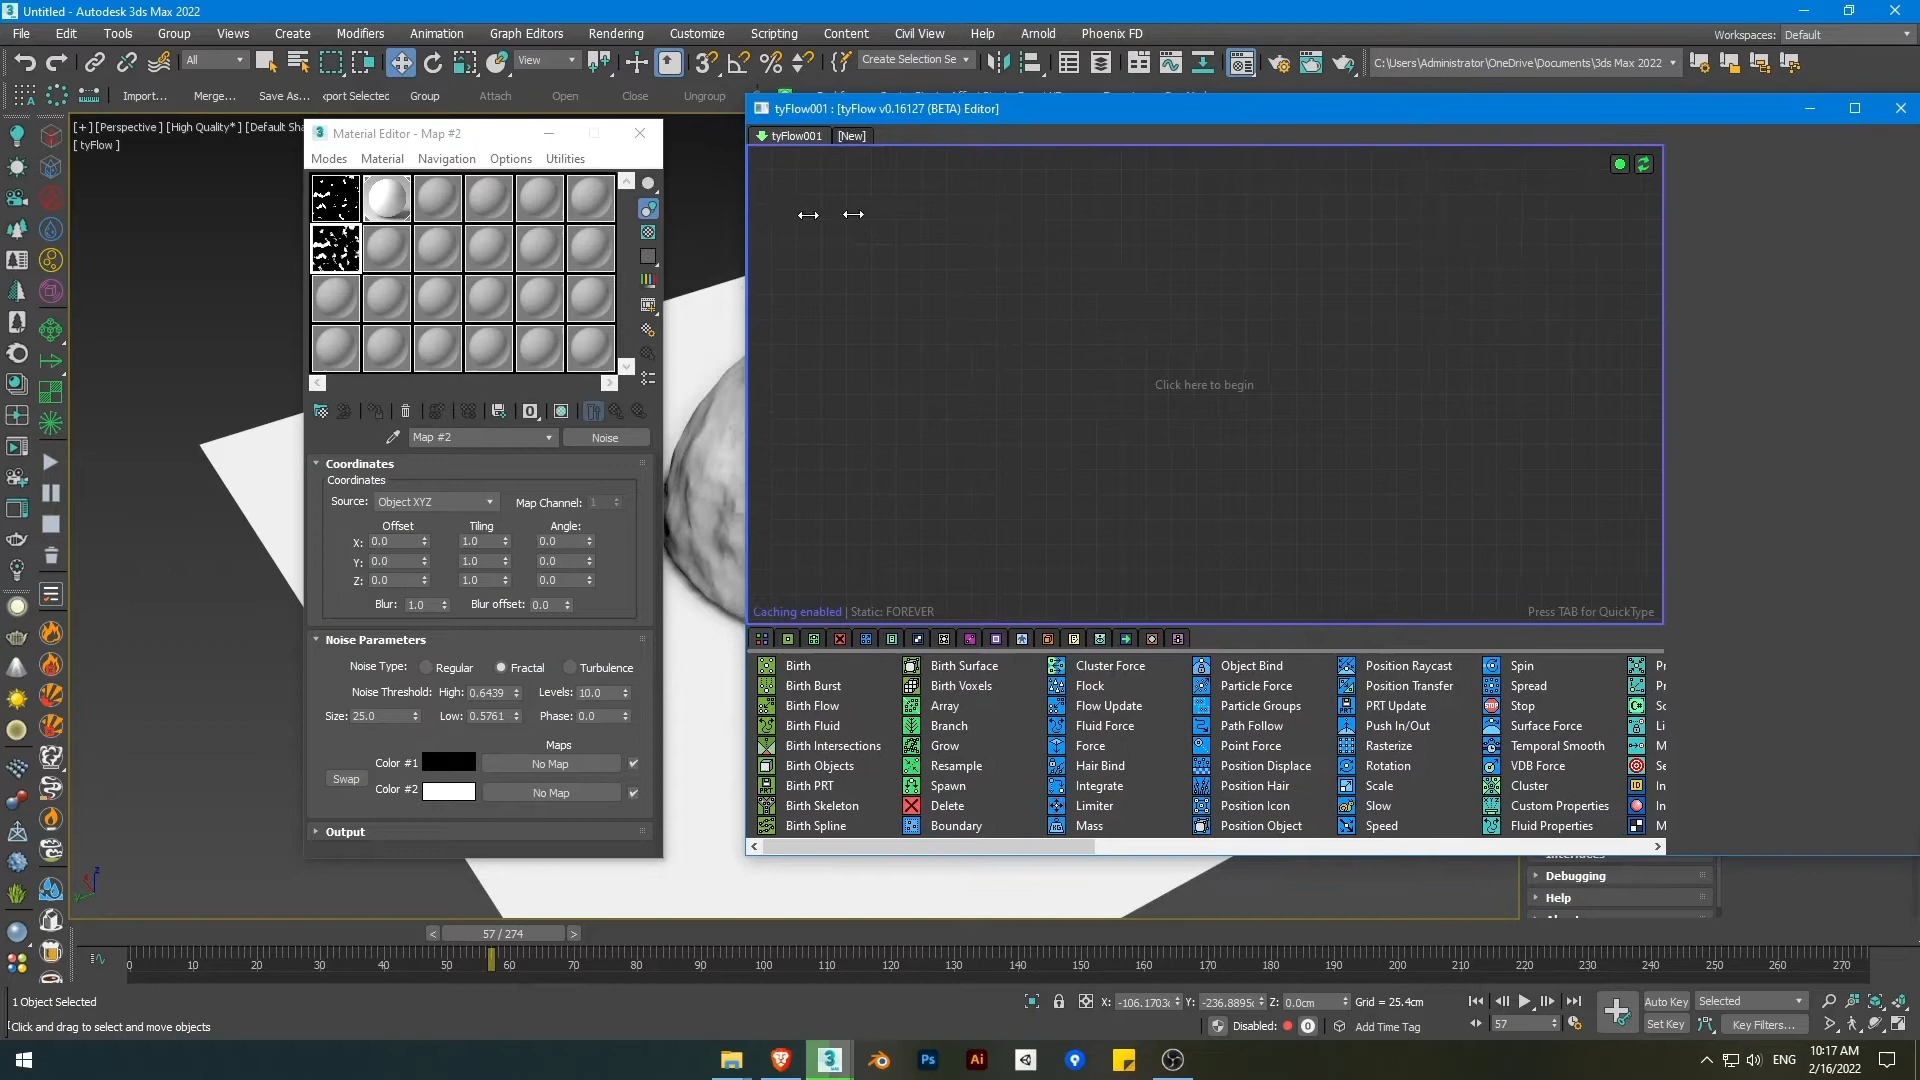 Untitled - Autodesk 3ds Max 2022
File Edit Tools Group Views Create Modifiers Animation Graph Editors Rendering Customize Scripting Content Civil View Help Arnold Phoenix FD
Workspaces: Default
All View Create Selection Se C:\Users\Administrator\OneDrive\Documents\3ds Max 2022
Import... Merge... Save As... xport Selected Group Attach Open Close Ungroup
[+] [Perspective ] [High Quality* ] [Default Sha
[ tyFlow ]
Material Editor - Map #2
Modes Material Navigation Options Utilities
Map #2 Noise
Coordinates
Coordinates
Source: Object XYZ Map Channel: 1
Offset Tiling Angle:
X: 0.0 1.0 0.0
Y: 0.0 1.0 0.0
Z: 0.0 1.0 0.0
Blur: 1.0 Blur offset: 0.0
Noise Parameters
Noise Type: Regular Fractal Turbulence
Noise Threshold: High: 0.6439 Levels: 10.0
Size: 25.0 Low: 0.5761 Phase: 0.0
Maps
Color #1 No Map
Swap
Color #2 No Map
Output
tyFlow001 : [tyFlow v0.16127 (BETA) Editor]
tyFlow001 [New]
Click here to begin
Caching enabled | Static: FOREVER
Press TAB for QuickType
Birth Birth Surface Cluster Force Object Bind Position Raycast Spin Pr
Birth Burst Birth Voxels Flock Particle Force Position Transfer Spread Pr
Birth Flow Array Flow Update Particle Groups PRT Update Stop Sc
Birth Fluid Branch Fluid Force Path Follow Push In/Out Surface Force Li
Birth Intersections Grow Force Point Force Rasterize Temporal Smooth M
Birth Objects Resample Hair Bind Position Displace Rotation VDB Force Se
Birth PRT Spawn Integrate Position Hair Scale Cluster In
Birth Skeleton Delete Limiter Position Icon Slow Custom Properties In
Birth Spline Boundary Mass Position Object Speed Fluid Properties M
Debugging
Help
57 / 274
0 10 20 30 40 50 60 70 80 90 100 110 120 130 140 150 160 170 180 190 200 210 220 230 240 250 260 270
1 Object Selected
Click and drag to select and move objects
X: -106.1703 Y: -236.8895 Z: 0.0cm Grid = 25.4cm
Disabled: 0 Add Time Tag
57
Auto Key Selected
Set Key Key Filters...
ENG
10:17 AM
2/16/2022